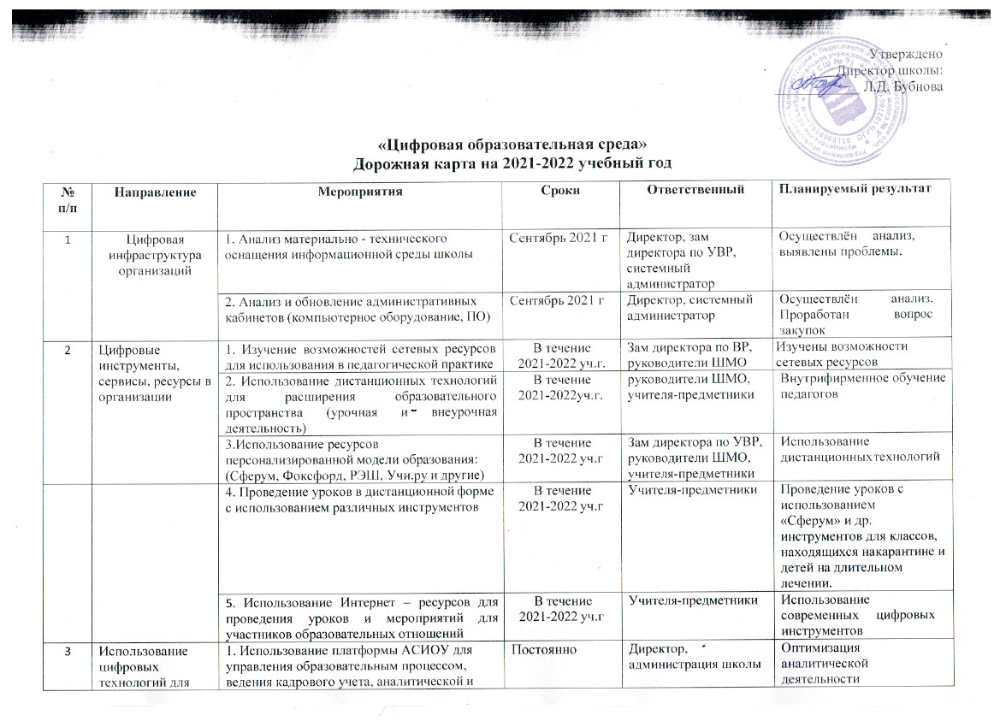 Утверждено
Директор школы:
Л.Д. Бубнова
«Цифровая образовательная среда»
Дорожная карта на 2021-2022 учебный год
№ п/п
Направление
Мероприятия
Сроки
Ответственный
Планируемый результат
1
Цифровая
инфраструктура
организаций
1. Анализ материально - технического
оснащения информационной среды школы
Сентябрь 2021 г
Директор, зам
директора по УВР,
системный
администратор
Осуществлён анализ,
выявлены проблемы.
2. Анализ и обновление административных
кабинетов (компьютерное оборудование, ПО)
Сентябрь 2021 г
Директор, системный
администратор
Осуществлён анализ.
Проработан вопрос
закупок
2
Цифровые
инструменты,
сервисы, ресурсы в
организации
1. Изучение возможностей сетевых ресурсов
для использования в педагогической практике
В течение
2021-2022 уч.г.
Зам директора по ВР,
руководители ШМО
Изучены возможности
сетевых ресурсов
2. Использование дистанционных технологий
для расширения образовательного
пространства (урочная и внеурочная
деятельность)
В течение
2021-2022уч.г.
руководители ШМО,
учителя-предметники
Внутрифирменное обучение
педагогов
3.Использование ресурсов
персонализированной модели образования:
(Сферум, Фоксфорд, РЭШ, Учи.ру и другие)
В течение
2021-2022 уч.г
Зам директора по УВР,
руководители ШМО,
учителя-предметники
Использование
дистанционныхтехнологий
4. Проведение уроков в дистанционной форме
с использованием различных инструментов
В течение
2021-2022 уч.г
Учителя-предметники
Проведение уроков с
использованием
«Сферум» и др.
инструментов для классов,
находящихся накарантине и
детей на длительном
лечении.
5. Использование Интернет – ресурсов для
проведения уроков и мероприятий для
участников образовательных отношений
В течение
2021-2022 уч.г
Учителя-предметники
Использование
современных цифровых
инструментов
3
Использование
цифровых
технологий для
1. Использование платформы АСИОУ для
управления образовательным процессом,
ведения кадрового учета, аналитической и
Постоянно
Директор,
администрация школы
Оптимизация
аналитической
деятельности